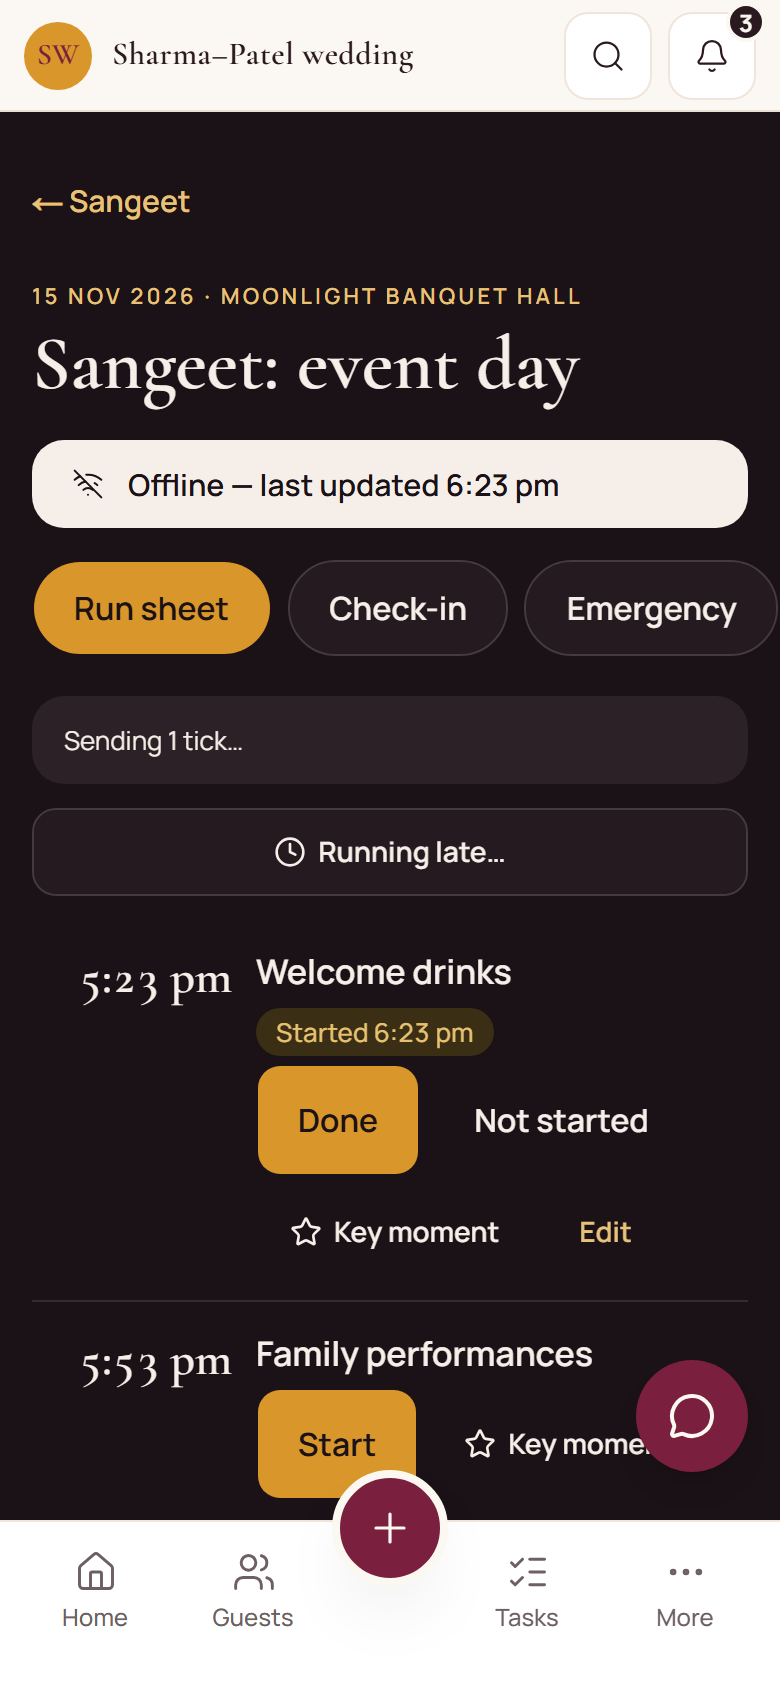 SW Sharma–Patel wedding 3
← Sangeet
15 NOV 2026 · MOONLIGHT BANQUET HALL
Sangeet: event day
Offline — last updated 6:23 pm
Run sheet Check-in Emergency
Sending 1 tick…
Running late…
5:23 pm Welcome drinks
Started 6:23 pm
Done Not started
Key moment Edit
5:53 pm Family performances
Start Key mome
Home Guests Tasks More